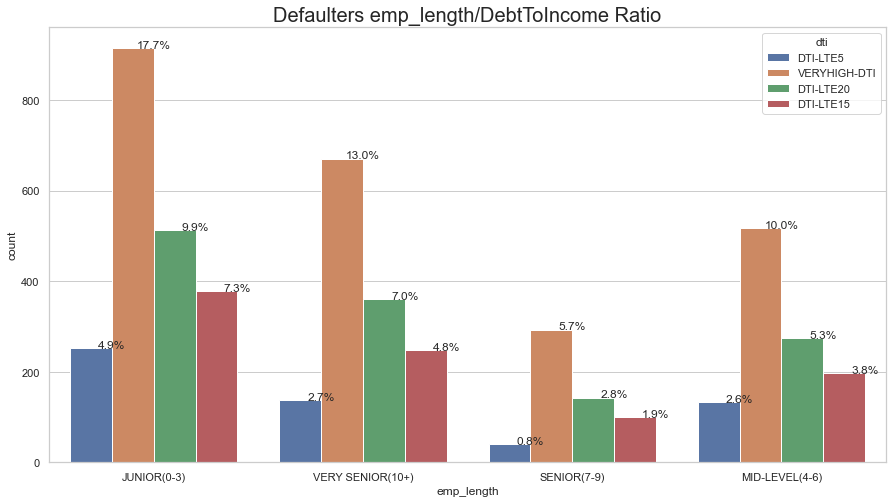 Defaulters emp_length/DebtToIncome Ratio
dti
DTI-LTE5
VERYHIGH-DTI
DTI-LTE20
DTI-LTE15
count
800
600
400
200
0
4.9%
17.7%
9.9%
7.3%
2.7%
13.0%
7.0%
4.8%
0.8%
5.7%
2.8%
1.9%
2.6%
10.0%
5.3%
3.8%
JUNIOR(0-3)
VERY SENIOR(10+)
SENIOR(7-9)
MID-LEVEL(4-6)
emp_length